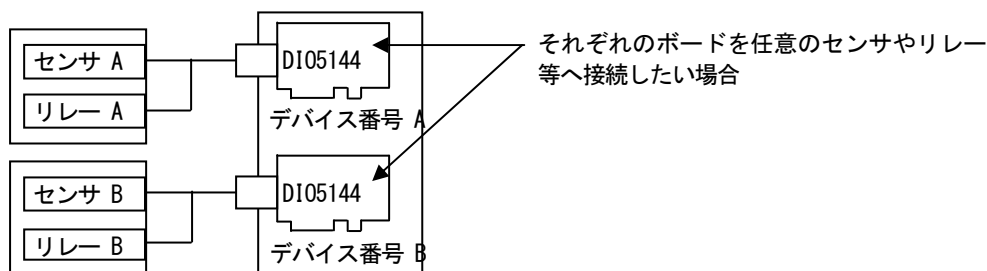 センサ A
リレー A
DIO5144
デバイス番号 A
それぞれのボードを任意のセンサやリレー
等へ接続したい場合
センサ B
リレー B
DIO5144
デバイス番号 B